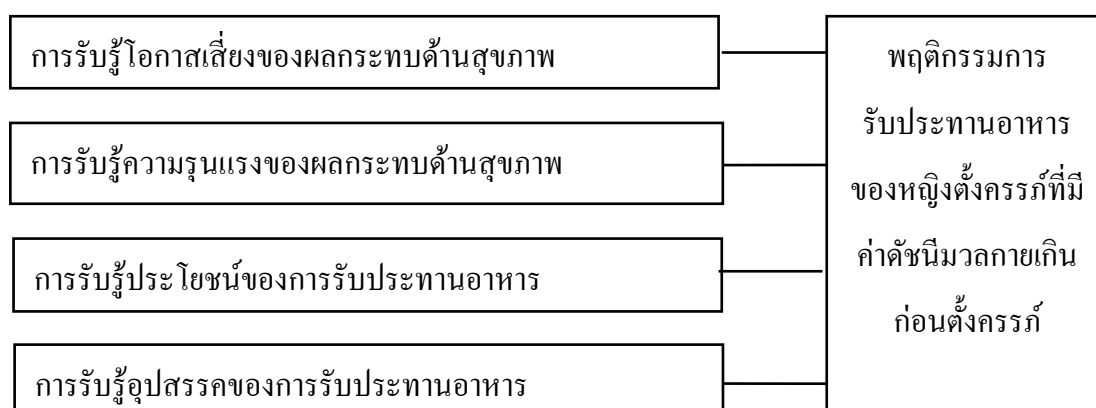 การรับรู้โอกาสเสี่ยงของผลกระทบด้านสุขภาพ
การรับรู้ความรุนแรงของผลกระทบด้านสุขภาพ
การรับรู้ประโยชน์ของการรับประทานอาหาร
การรับรู้อุปสรรคของการรับประทานอาหาร
พฤติกรรมการ
รับประทานอาหาร
ของหญิงตั้งครรภ์ที่มี
ค่าดัชนีมวลกายเกิน
ก่อนตั้งครรภ์